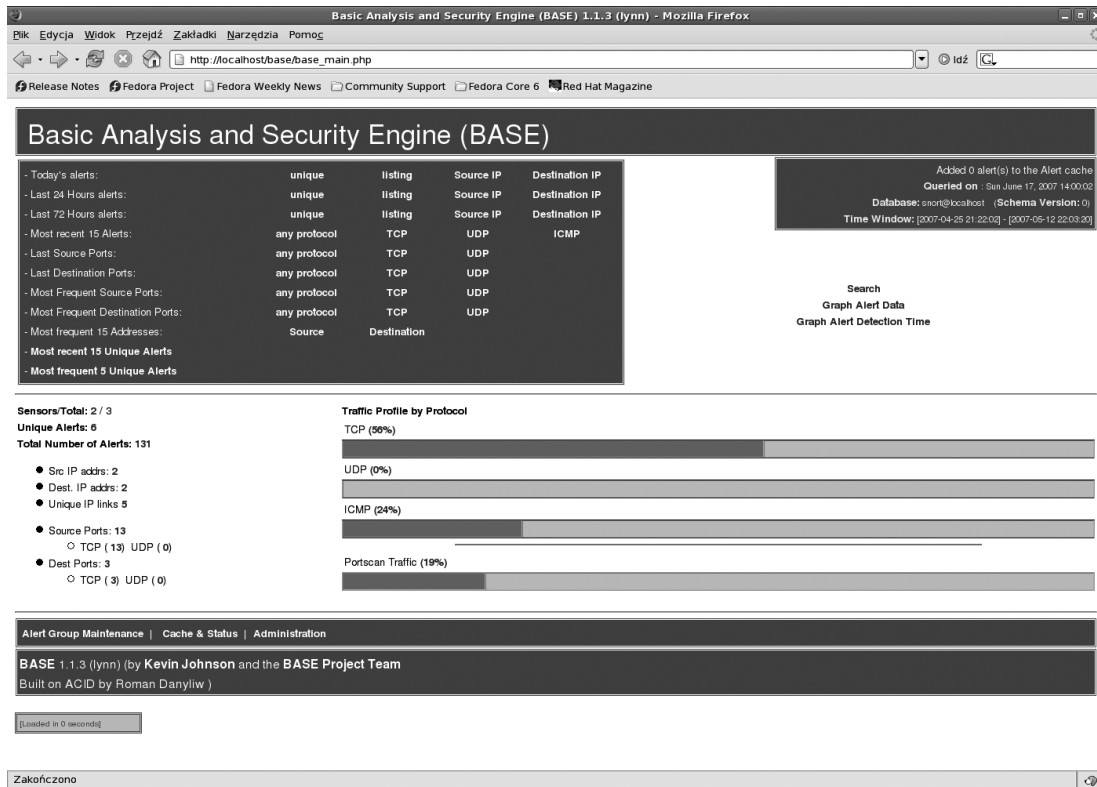 Basic Analysis and Security Engine (BASE) 1.1.3 (lynn) - Mozilla Firefox
Plik Edycja Widok Przejdź Zakładki Narzędzia Pomoc
http://localhost/base/base_main.php Idź
Release Notes Fedora Project Fedora Weekly News Community Support Fedora Core 6 Red Hat Magazine
Basic Analysis and Security Engine (BASE)
- Today's alerts: unique listing Source IP Destination IP
- Last 24 Hours alerts: unique listing Source IP Destination IP
- Last 72 Hours alerts: unique listing Source IP Destination IP
- Most recent 15 Alerts: any protocol TCP UDP ICMP
- Last Source Ports: any protocol TCP UDP
- Last Destination Ports: any protocol TCP UDP
- Most Frequent Source Ports: any protocol TCP UDP
- Most Frequent Destination Ports: any protocol TCP UDP
- Most frequent 15 Addresses: Source Destination
- Most recent 15 Unique Alerts
- Most frequent 5 Unique Alerts
Added 0 alert(s) to the Alert cache
Queried on : Sun June 17, 2007 14:00:02
Database: snort@localhost (Schema Version: 0)
Time Window: [2007-04-25 21:22:02] - [2007-05-12 22:03:20]
Search
Graph Alert Data
Graph Alert Detection Time
Sensors/Total: 2 / 3
Unique Alerts: 6
Total Number of Alerts: 131
Src IP addrs: 2
Dest. IP addrs: 2
Unique IP links 5
Source Ports: 13
TCP ( 13) UDP ( 0)
Dest Ports: 3
TCP ( 3) UDP ( 0)
Traffic Profile by Protocol
TCP (56%)
UDP (0%)
ICMP (24%)
Portscan Traffic (19%)
Alert Group Maintenance | Cache & Status | Administration
BASE 1.1.3 (lynn) (by Kevin Johnson and the BASE Project Team
Built on ACID by Roman Danyliw )
[Loaded in 0 seconds]
Zakończono